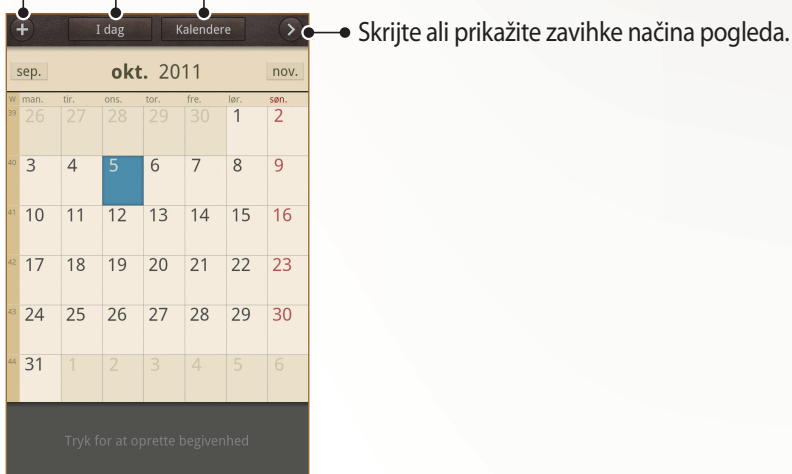 I dag Kalendere
Skrijte ali prikažite zavihke načina pogleda.
sep. okt. 2011 nov.
W man. tir. ons. tor. fre. lør. søn.
39 26 27 28 29 30 1 2
40 3 4 5 6 7 8 9
41 10 11 12 13 14 15 16
42 17 18 19 20 21 22 23
43 24 25 26 27 28 29 30
44 31 1 2 3 4 5 6
Tryk for at oprette begivenhed